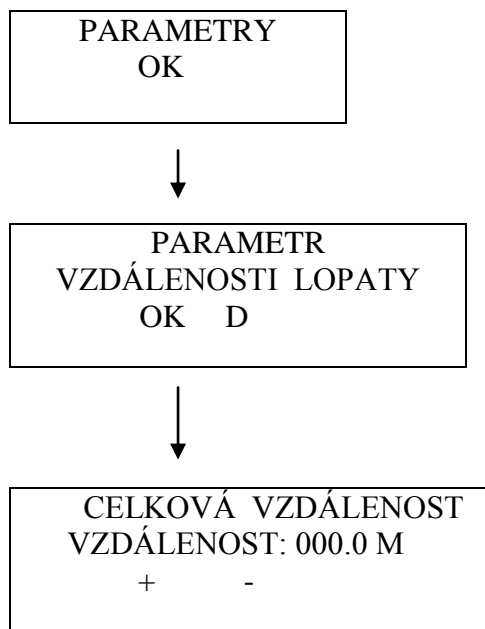 PARAMETRY
OK
PARAMETR
VZDÁLENOSTI LOPATY
OK D
CELKOVÁ VZDÁLENOST
VZDÁLENOST: 000.0 M
+ -